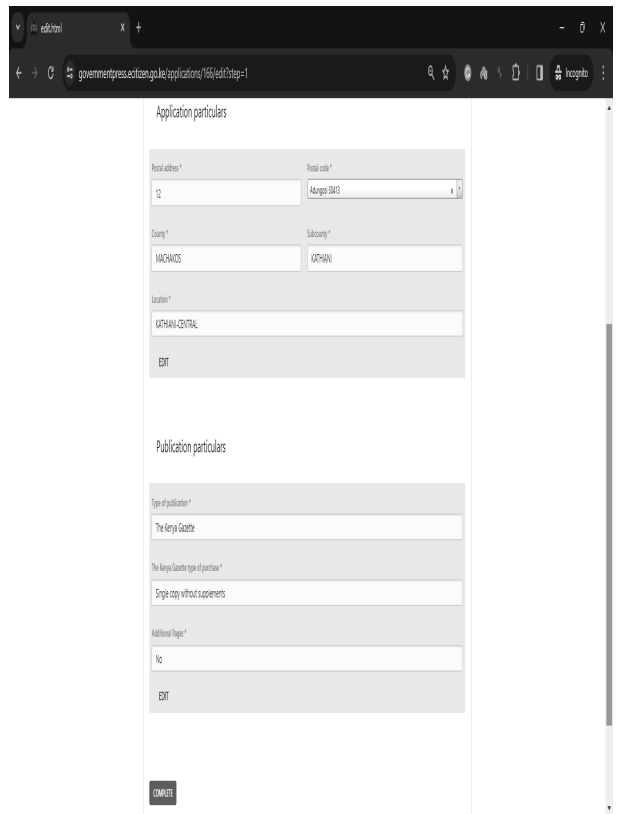 edit.html
governmentpress.ecitizen.go.ke/applications/166/edit?step=1
Incognito
Application particulars
Postal address *
Postal code *
12
Adungosi 50413
County *
Subcounty *
MACHAKOS
KATHIANI
Location *
KATHIANI-CENTRAL
EDIT
Publication particulars
Type of publication *
The Kenya Gazette
The Kenya Gazette type of purchase *
Single copy without supplements
Additional Pages *
No
EDIT
COMPLETE